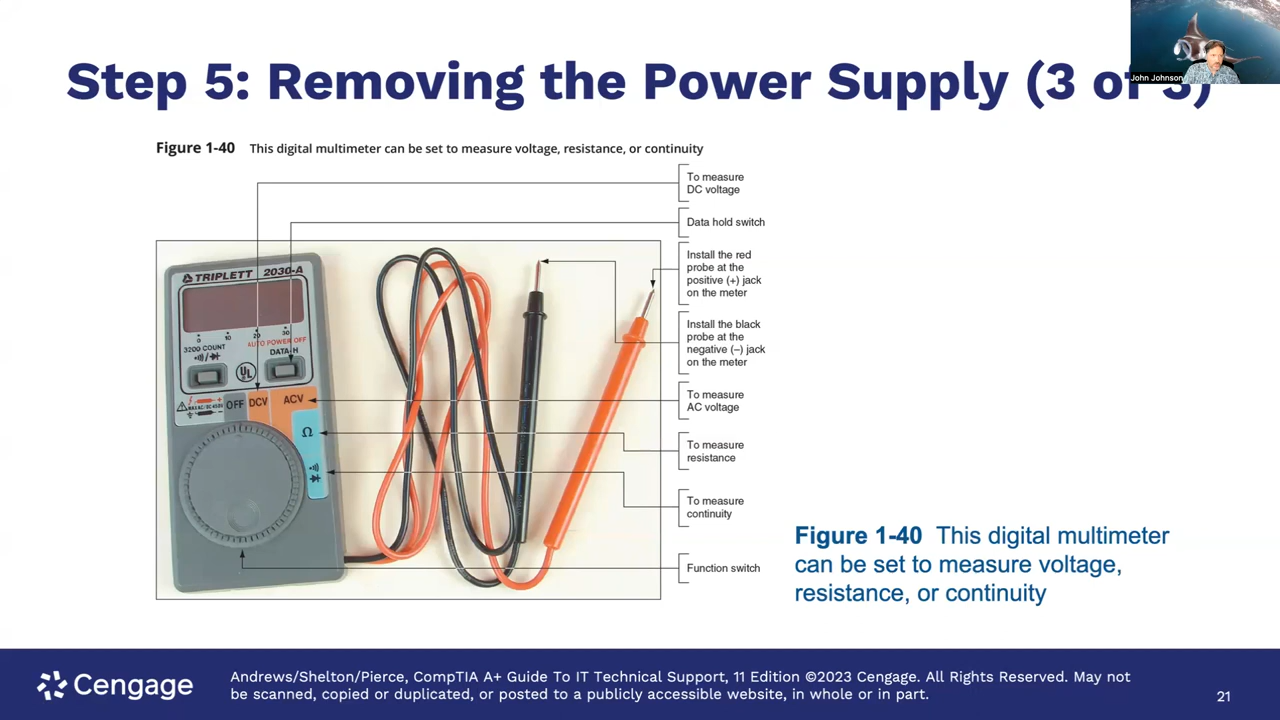 Step 5: Removing the Power Supply (3 of 3)
John Johnson
Figure 1-40 This digital multimeter can be set to measure voltage, resistance, or continuity
To measure
DC voltage
Data hold switch
Install the red
probe at the
positive (+) jack
on the meter
Install the black
probe at the
negative (–) jack
on the meter
To measure
AC voltage
To measure
resistance
To measure
continuity
Function switch
TRIPLETT 2030-A
0 10 20 30
3200 COUNT
AUTO POWER OFF
DATA-H
UL
OFF
DCV
ACV
Ω
Figure 1-40 This digital multimeter
can be set to measure voltage,
resistance, or continuity
Cengage
Andrews/Shelton/Pierce, CompTIA A+ Guide To IT Technical Support, 11 Edition ©2023 Cengage. All Rights Reserved. May not
be scanned, copied or duplicated, or posted to a publicly accessible website, in whole or in part.
21